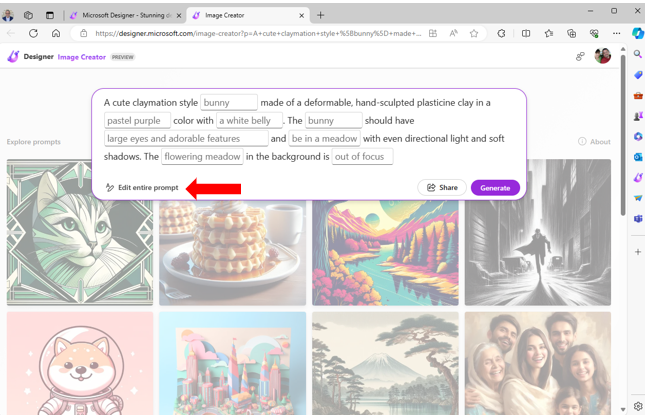 Microsoft Designer - Stunning de
Image Creator
https://designer.microsoft.com/image-creator?p=A+cute+claymation+style+%5Bbunny%5D+made+...
Designer Image Creator PREVIEW
A cute claymation style bunny made of a deformable, hand-sculpted plasticine clay in a
pastel purple color with a white belly . The bunny should have
large eyes and adorable features and be in a meadow with even directional light and soft
shadows. The flowering meadow in the background is out of focus
Explore prompts
About
Edit entire prompt
Share
Generate